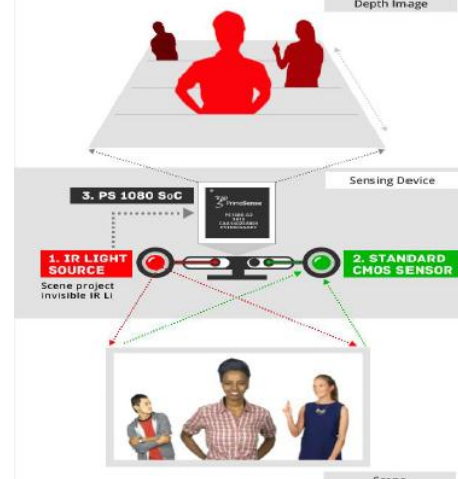 Depth Image
Sensing Device
3. PS 1080 SoC
PrimeSense
1. IR LIGHT
SOURCE
Scene project
invisible IR Li
2. STANDARD
CMOS SENSOR